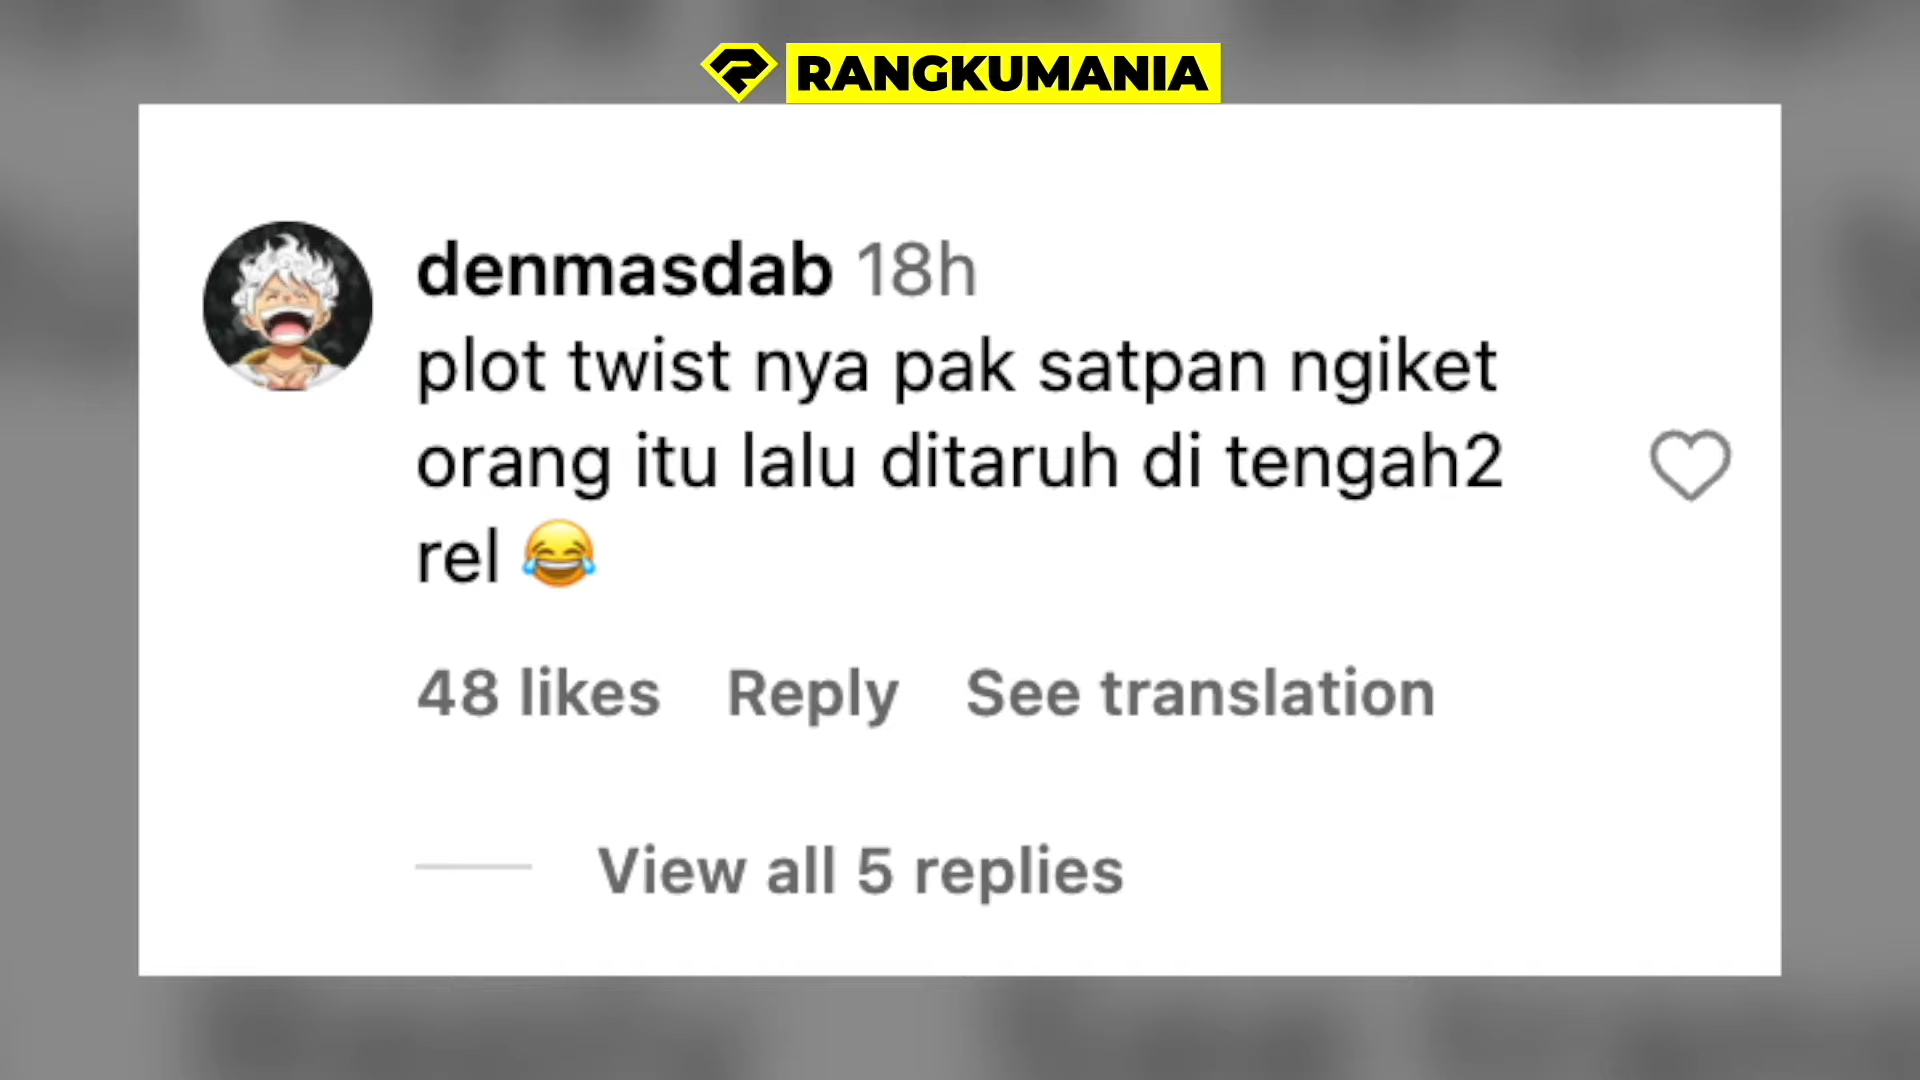 RANGKUMANIA
denmasdab 18h
plot twist nya pak satpan ngiket
orang itu lalu ditaruh di tengah2
rel 😂
48 likes Reply See translation
View all 5 replies